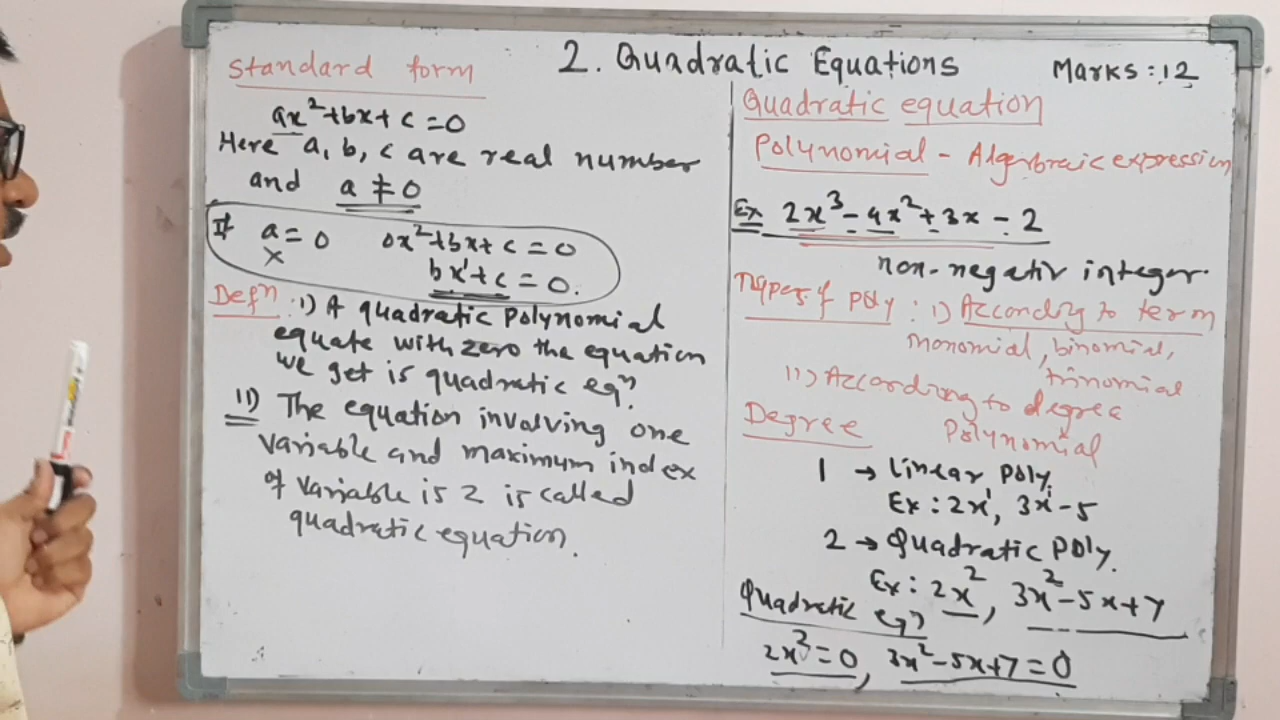 2. Quadratic Equations
Marks : 12
Standard form
ax²+bx+c=0
Here a, b, c are real number
and a ≠ 0
If a = 0 0x²+bx+c=0
x bx¹+c=0.
Defⁿ : i) A quadratic polynomial
equate with zero the equation
we get is quadratic eqⁿ.
II) The equation involving one
variable and maximum index
of variable is 2 is called
quadratic equation.
Quadratic equation
Polynomial - Algebraic expression
Ex 2x³-4x²+3x-2
non-negativ integer.
Types of poly : i) According to term
monomial, binomial,
trinomial
ii) According to degree
Polynomial
Degree
1 → Linear poly.
Ex : 2x¹, 3x¹-5
2 → Quadratic poly.
Ex : 2x², 3x²-5x+7
Quadratic eqⁿ
2x²=0, 3x²-5x+7=0